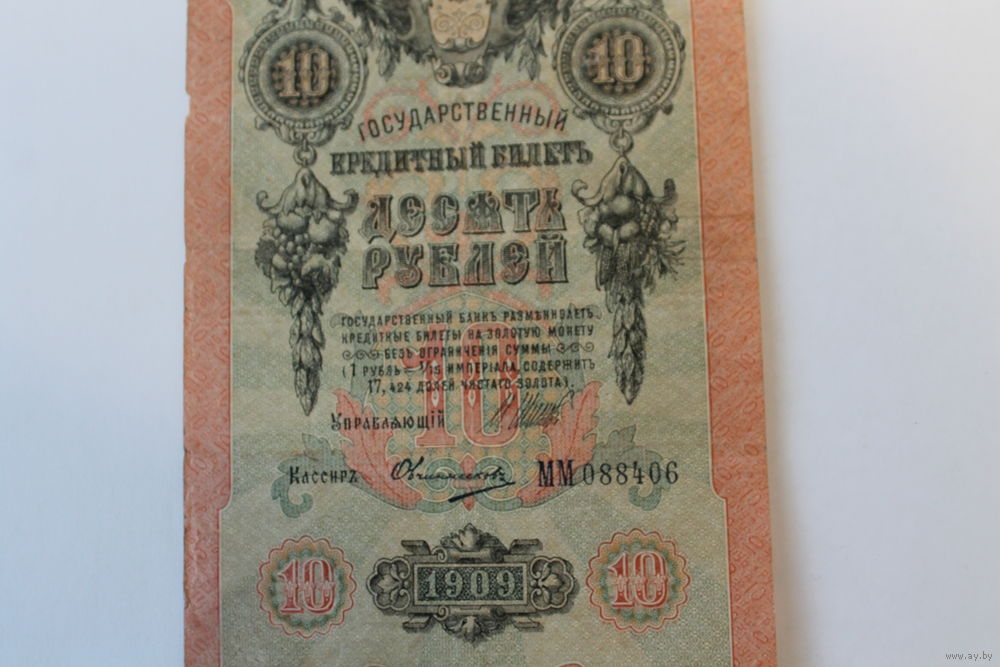 10 10
ГОСУДАРСТВЕННЫЙ
КРЕДИТНЫЙ БИЛЕТЪ
ДЕСЯТЬ
РУБЛЕЙ
ГОСУДАРСТВЕННЫЙ БАНКЪ РАЗМѢНИВАЕТЪ
КРЕДИТНЫЕ БИЛЕТЫ НА ЗОЛОТУЮ МОНЕТУ
БЕЗЪ ОГРАНИЧЕНІЯ СУММЫ
(1 РУБЛЬ = 1/15 ИМПЕРІАЛА, СОДЕРЖИТЪ
17,424 ДОЛЕЙ ЧИСТАГО ЗОЛОТА).
10
УПРАВЛЯЮЩІЙ
КАССИРЪ Овчинниковъ ММ 088406
10 1909 10
www.ay.by